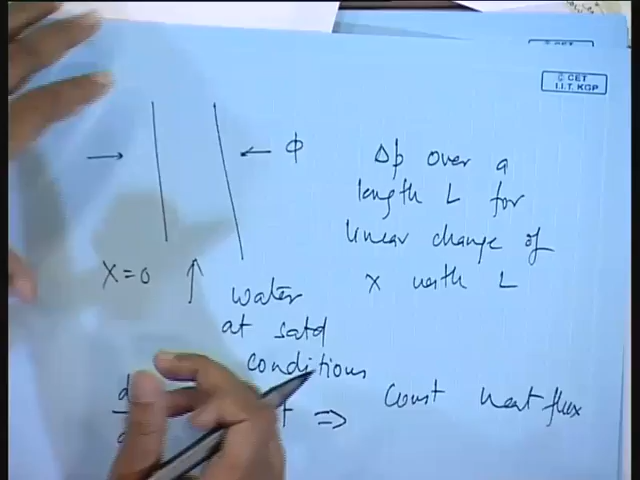 © CET
I.I.T. KGP
ϕ
Δp over a
length L for
linear change of
x with L
X=0
water
at satd
conditions
⇒ Const heat flux